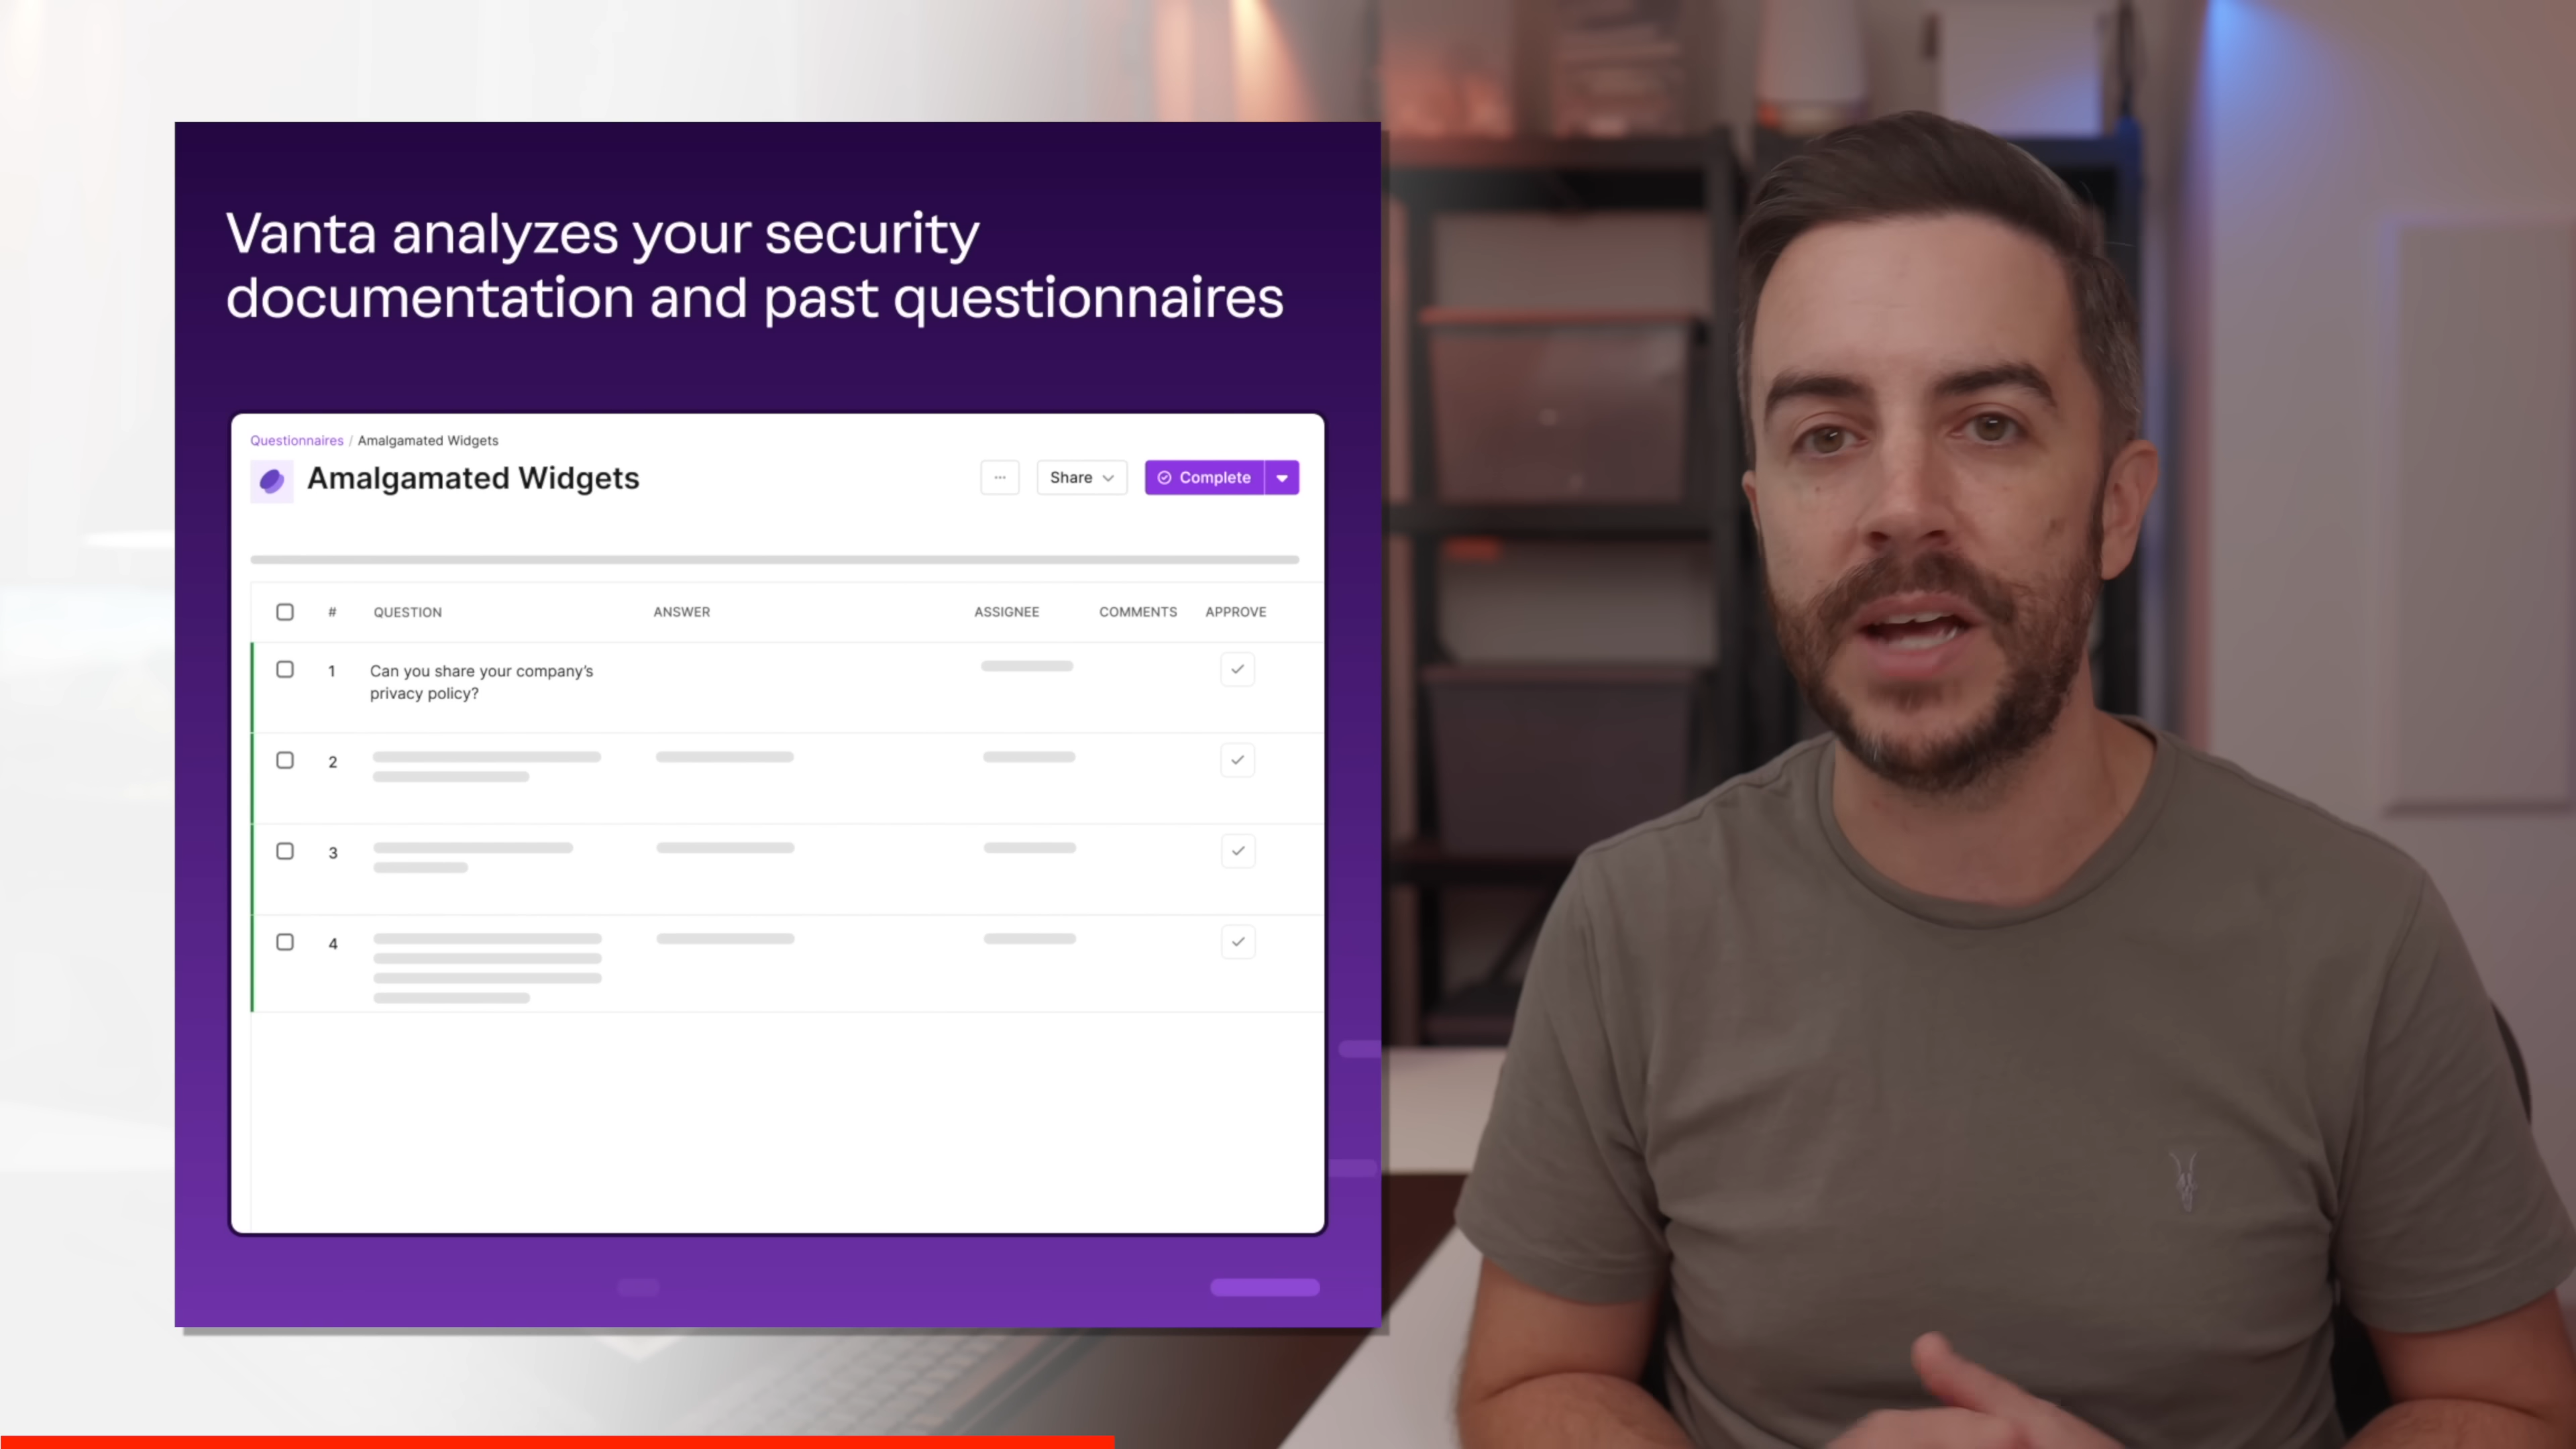 Vanta analyzes your security
documentation and past questionnaires
Questionnaires / Amalgamated Widgets
Amalgamated Widgets
... Share Complete
# QUESTION ANSWER ASSIGNEE COMMENTS APPROVE
1 Can you share your company's
privacy policy?
2
3
4